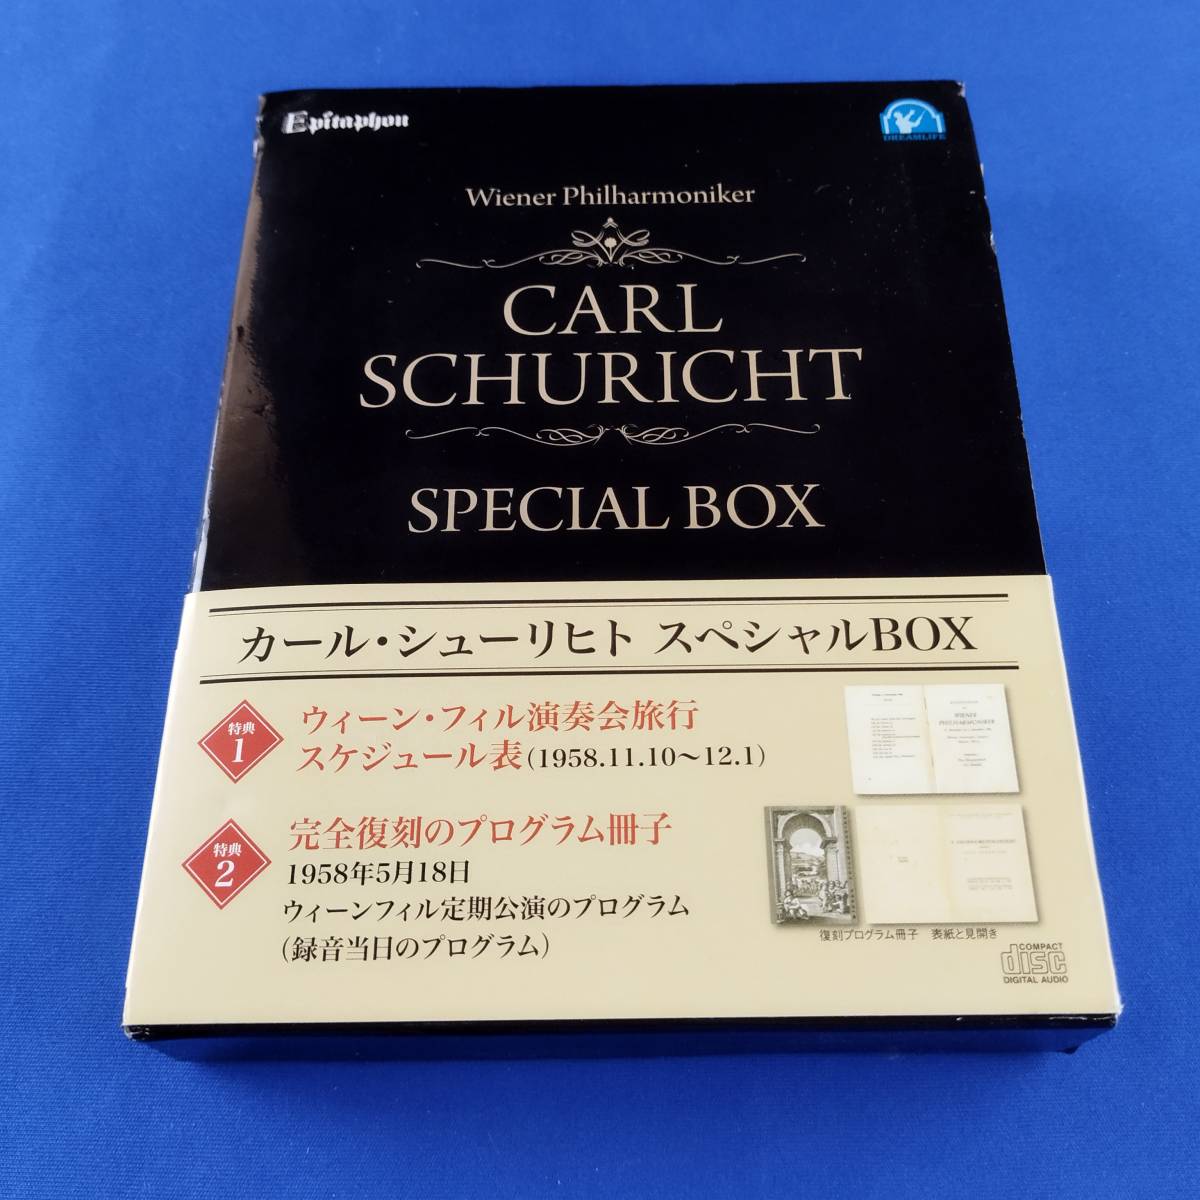 Epitaphon
DREAMLIFE
Wiener Philharmoniker
CARL
SCHURICHT
SPECIAL BOX
カール・シューリヒト スペシャルBOX
特典
1
ウィーン・フィル演奏会旅行
スケジュール表(1958.11.10〜12.1)
WIENER
PHILHARMONIKER
特典
2
完全復刻のプログラム冊子
1958年5月18日
ウィーンフィル定期公演のプログラム
(録音当日のプログラム)
復刻プログラム冊子 表紙と見開き
COMPACT
disc
DIGITAL AUDIO